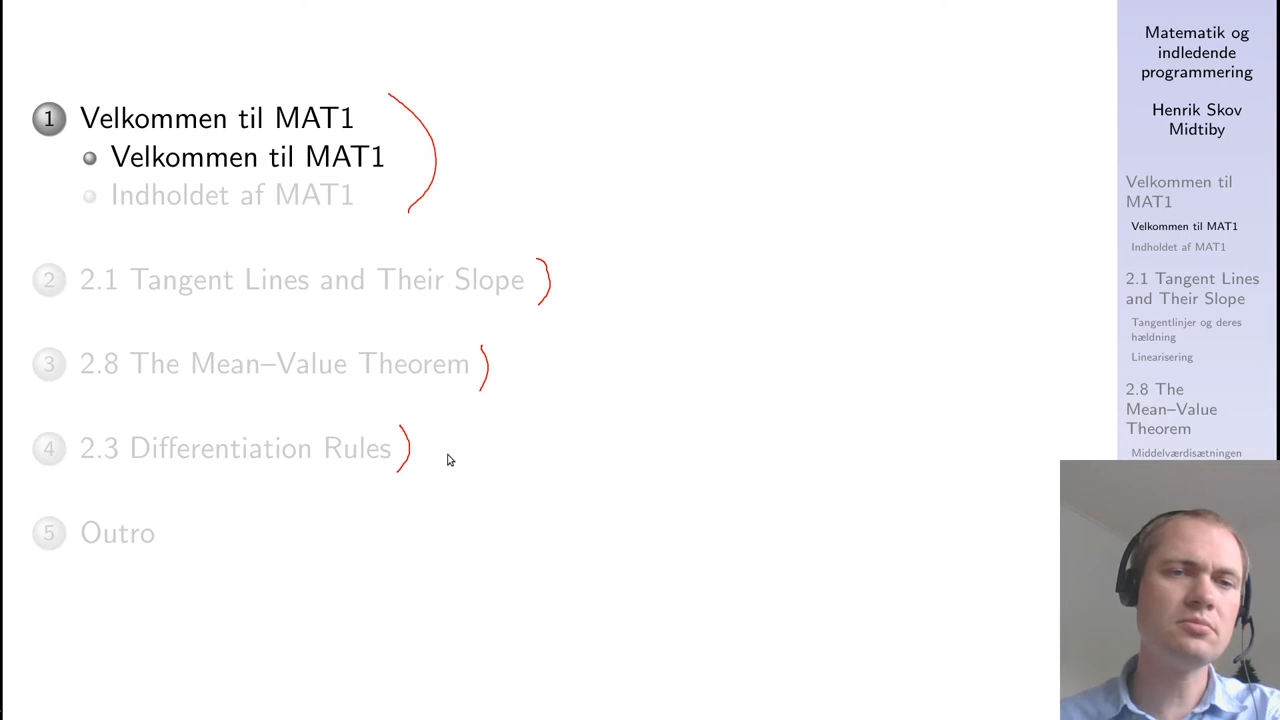 1 Velkommen til MAT1
Velkommen til MAT1
Indholdet af MAT1
2 2.1 Tangent Lines and Their Slope
3 2.8 The Mean–Value Theorem
4 2.3 Differentiation Rules
5 Outro
Matematik og
indledende
programmering
Henrik Skov
Midtiby
Velkommen til
MAT1
Velkommen til MAT1
Indholdet af MAT1
2.1 Tangent Lines
and Their Slope
Tangentlinjer og deres
hældning
Linearisering
2.8 The
Mean–Value
Theorem
Middelværdisætningen